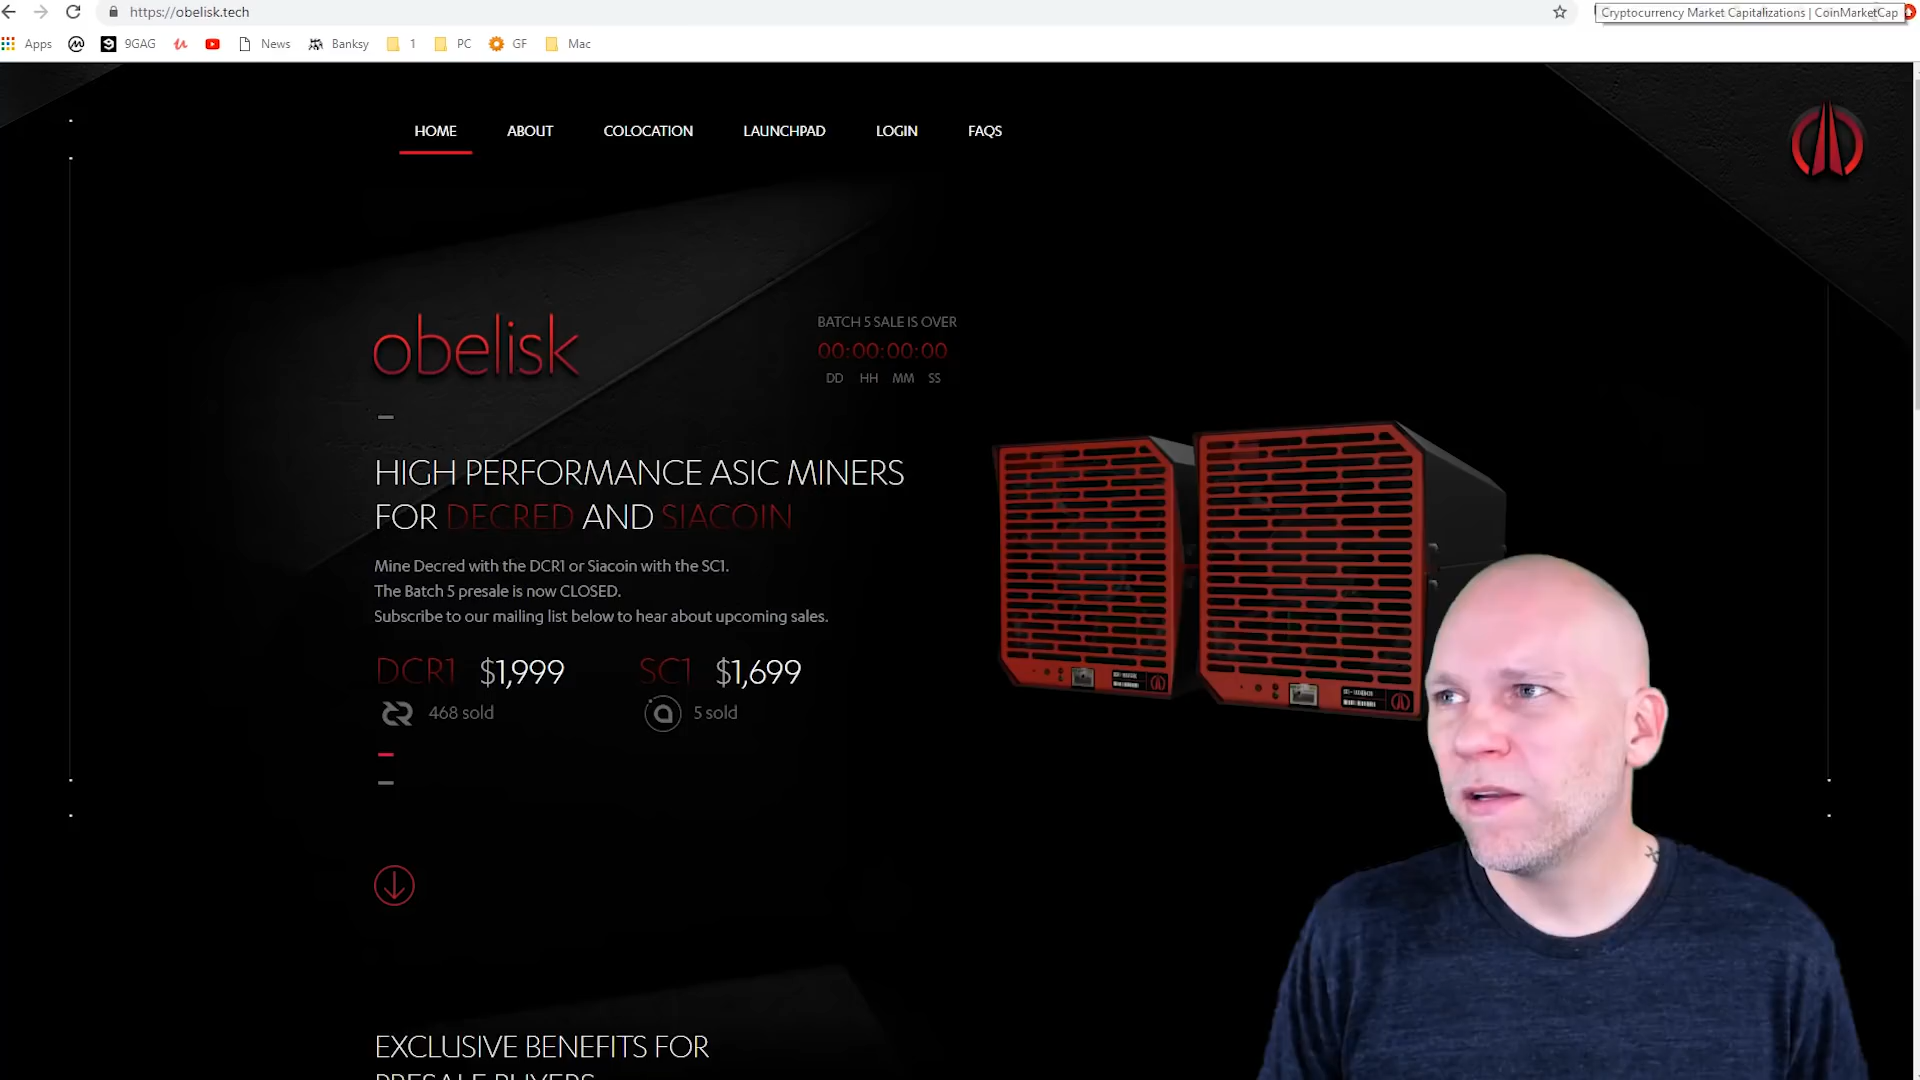 https://obelisk.tech
Cryptocurrency Market Capitalizations | CoinMarketCap
Apps
9GAG
News
Banksy
1
PC
GF
Mac
HOME
ABOUT
COLOCATION
LAUNCHPAD
LOGIN
FAQS
obelisk
BATCH 5 SALE IS OVER
00:00:00:00
DD HH MM SS
HIGH PERFORMANCE ASIC MINERS
FOR DECRED AND SIACOIN
Mine Decred with the DCR1 or Siacoin with the SC1.
The Batch 5 presale is now CLOSED.
Subscribe to our mailing list below to hear about upcoming sales.
DCR1 $1,999
SC1 $1,699
468 sold
5 sold
EXCLUSIVE BENEFITS FOR
PRESALE BUYERS